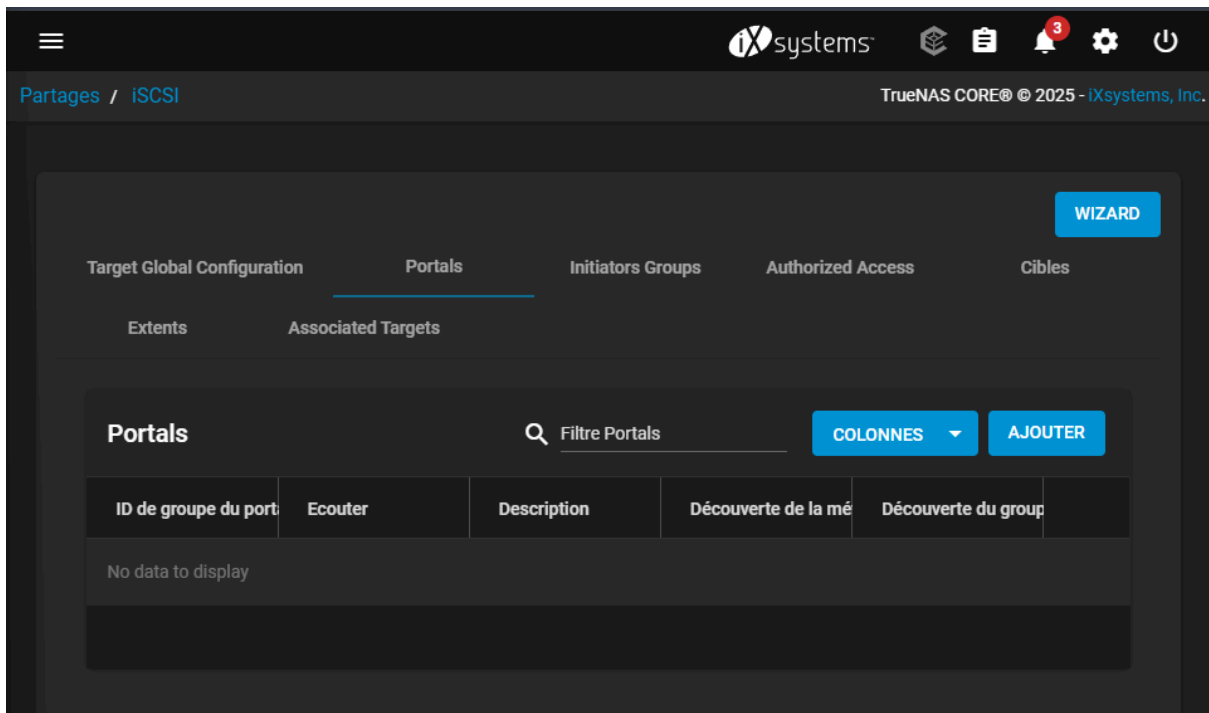 iXsystems™
3
Partages / iSCSI
TrueNAS CORE® © 2025 - iXsystems, Inc.
WIZARD
Target Global Configuration Portals Initiators Groups Authorized Access Cibles
Extents Associated Targets
Portals Filtre Portals COLONNES AJOUTER
ID de groupe du port Ecouter Description Découverte de la mé Découverte du group
No data to display